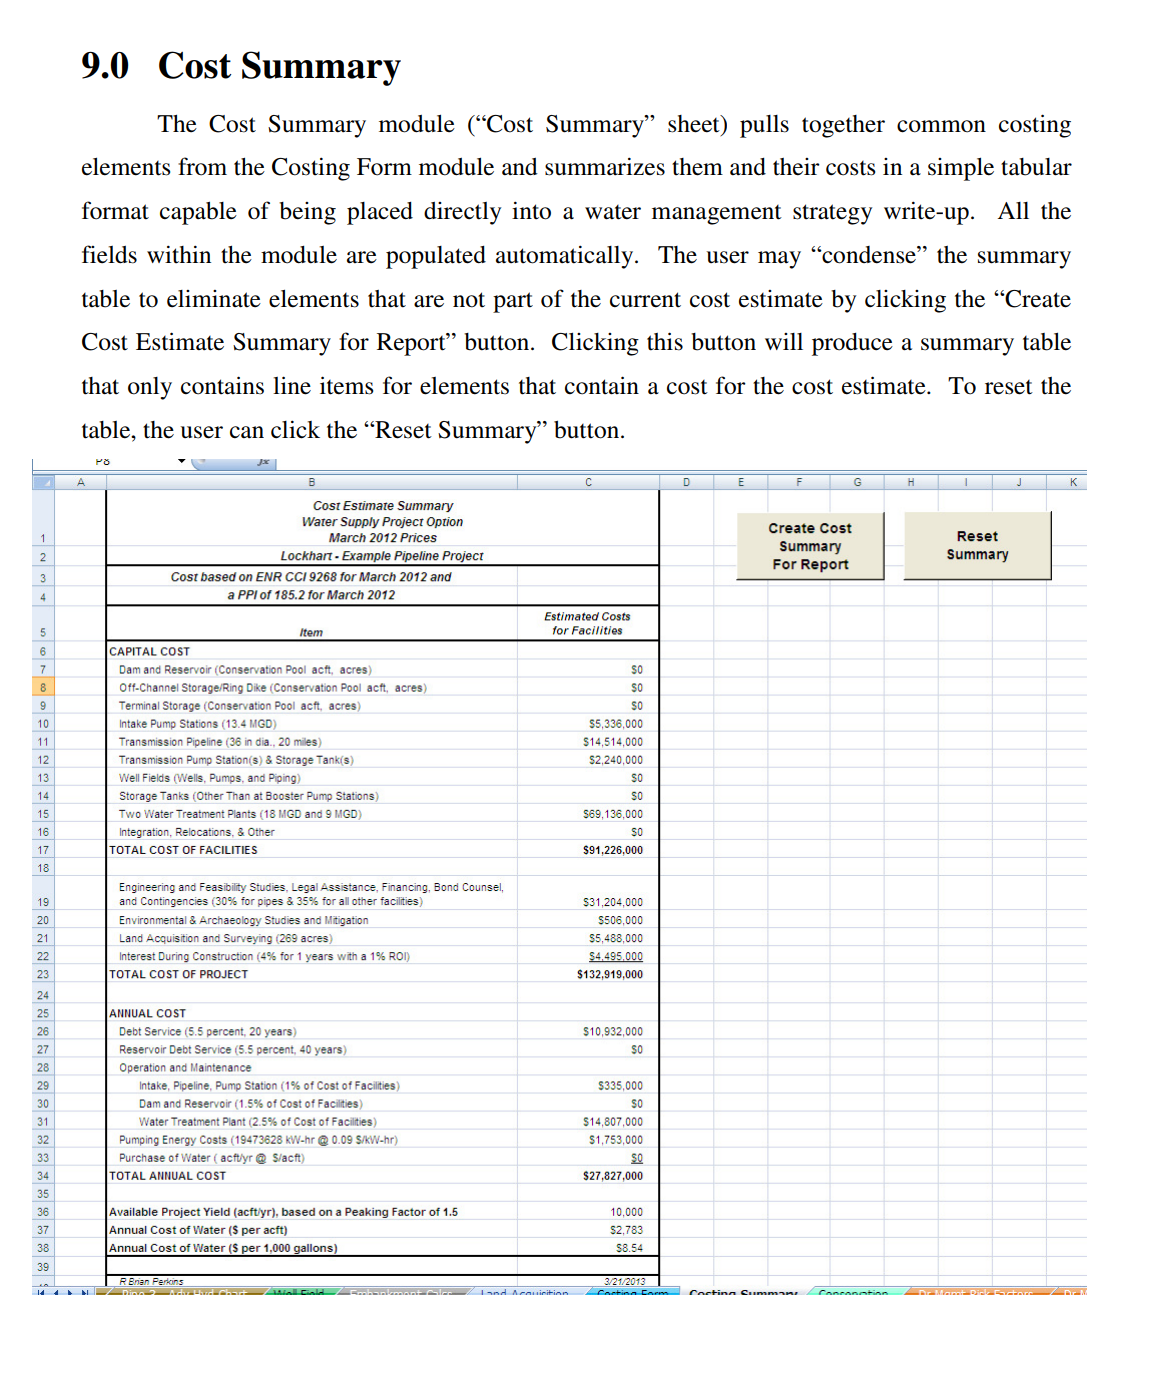 9.0 Cost Summary
The Cost Summary module (“Cost Summary” sheet) pulls together common costing
elements from the Costing Form module and summarizes them and their costs in a simple tabular
format capable of being placed directly into a water management strategy write-up. All the
fields within the module are populated automatically. The user may “condense” the summary
table to eliminate elements that are not part of the current cost estimate by clicking the “Create
Cost Estimate Summary for Report” button. Clicking this button will produce a summary table
that only contains line items for elements that contain a cost for the cost estimate. To reset the
table, the user can click the “Reset Summary” button.
P8 fx
A B C D E F G H I J K
Cost Estimate Summary
Water Supply Project Option
1 March 2012 Prices
Create Cost
Summary
For Report
Reset
Summary
2 Lockhart - Example Pipeline Project
3 Cost based on ENR CCI 9268 for March 2012 and
4 a PPI of 185.2 for March 2012
Estimated Costs
5 Item for Facilities
6 CAPITAL COST
7 Dam and Reservoir (Conservation Pool acft, acres) $0
8 Off-Channel Storage/Ring Dike (Conservation Pool acft, acres) $0
9 Terminal Storage (Conservation Pool acft, acres) $0
10 Intake Pump Stations (13.4 MGD) $5,336,000
11 Transmission Pipeline (36 in dia., 20 miles) $14,514,000
12 Transmission Pump Station(s) & Storage Tank(s) $2,240,000
13 Well Fields (Wells, Pumps, and Piping) $0
14 Storage Tanks (Other Than at Booster Pump Stations) $0
15 Two Water Treatment Plants (18 MGD and 9 MGD) $69,136,000
16 Integration, Relocations, & Other $0
17 TOTAL COST OF FACILITIES $91,226,000
18
Engineering and Feasibility Studies, Legal Assistance, Financing, Bond Counsel,
19 and Contingencies (30% for pipes & 35% for all other facilities) $31,204,000
20 Environmental & Archaeology Studies and Mitigation $506,000
21 Land Acquisition and Surveying (269 acres) $5,488,000
22 Interest During Construction (4% for 1 years with a 1% ROI) $4,495,000
23 TOTAL COST OF PROJECT $132,919,000
24
25 ANNUAL COST
26 Debt Service (5.5 percent, 20 years) $10,932,000
27 Reservoir Debt Service (5.5 percent, 40 years) $0
28 Operation and Maintenance
29 Intake, Pipeline, Pump Station (1% of Cost of Facilities) $335,000
30 Dam and Reservoir (1.5% of Cost of Facilities) $0
31 Water Treatment Plant (2.5% of Cost of Facilities) $14,807,000
32 Pumping Energy Costs (19473628 kW-hr @ 0.09 $/kW-hr) $1,753,000
33 Purchase of Water ( acft/yr @ $/acft) $0
34 TOTAL ANNUAL COST $27,827,000
35
36 Available Project Yield (acft/yr), based on a Peaking Factor of 1.5 10,000
37 Annual Cost of Water ($ per acft) $2,783
38 Annual Cost of Water ($ per 1,000 gallons) $8.54
39
R Brian Perkins 3/21/2013
Adv Hyd Chart Well Field Embankment Calcs Land Acquisition Costing Form Costing Summary Conservation Dr Mgmt Risk Factors